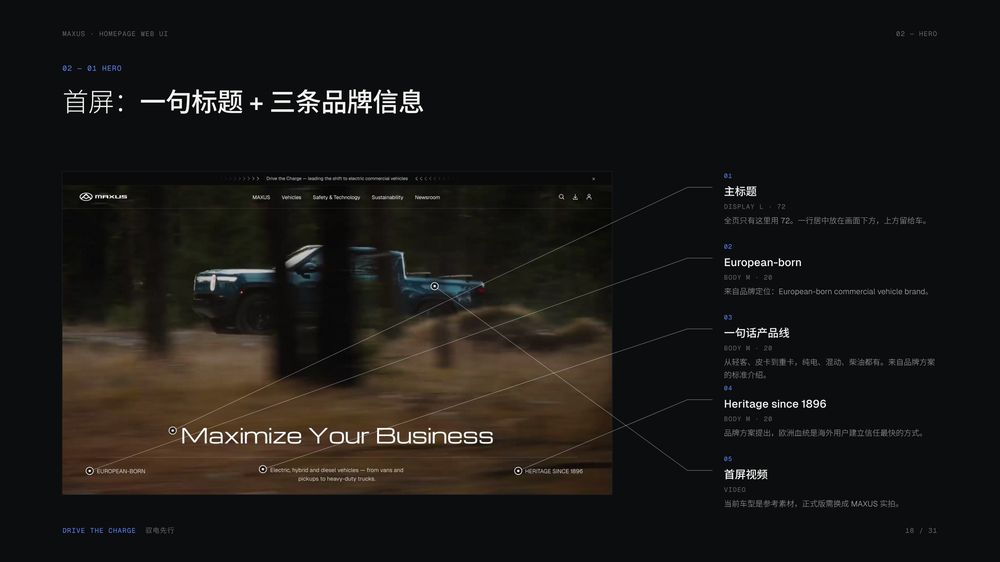 MAXUS · HOMEPAGE WEB UI
02 — HERO
02 — 01 HERO
首屏：一句标题 + 三条品牌信息
Drive the Charge — leading the shift to electric commercial vehicles
MAXUS
MAXUS
Vehicles
Safety & Technology
Sustainability
Newsroom
Maximize Your Business
EUROPEAN-BORN
Electric, hybrid and diesel vehicles — from vans and
pickups to heavy-duty trucks.
HERITAGE SINCE 1896
01
主标题
DISPLAY L · 72
全页只有这里用 72。一行居中放在画面下方，上方留给车。
02
European-born
BODY M · 20
来自品牌定位：European-born commercial vehicle brand。
03
一句话产品线
BODY M · 20
从轻客、皮卡到重卡，纯电、混动、柴油都有。来自品牌方案
的标准介绍。
04
Heritage since 1896
BODY M · 20
品牌方案提出，欧洲血统是海外用户建立信任最快的方式。
05
首屏视频
VIDEO
当前车型是参考素材，正式版需换成 MAXUS 实拍。
DRIVE THE CHARGE 驭电先行
18 / 31